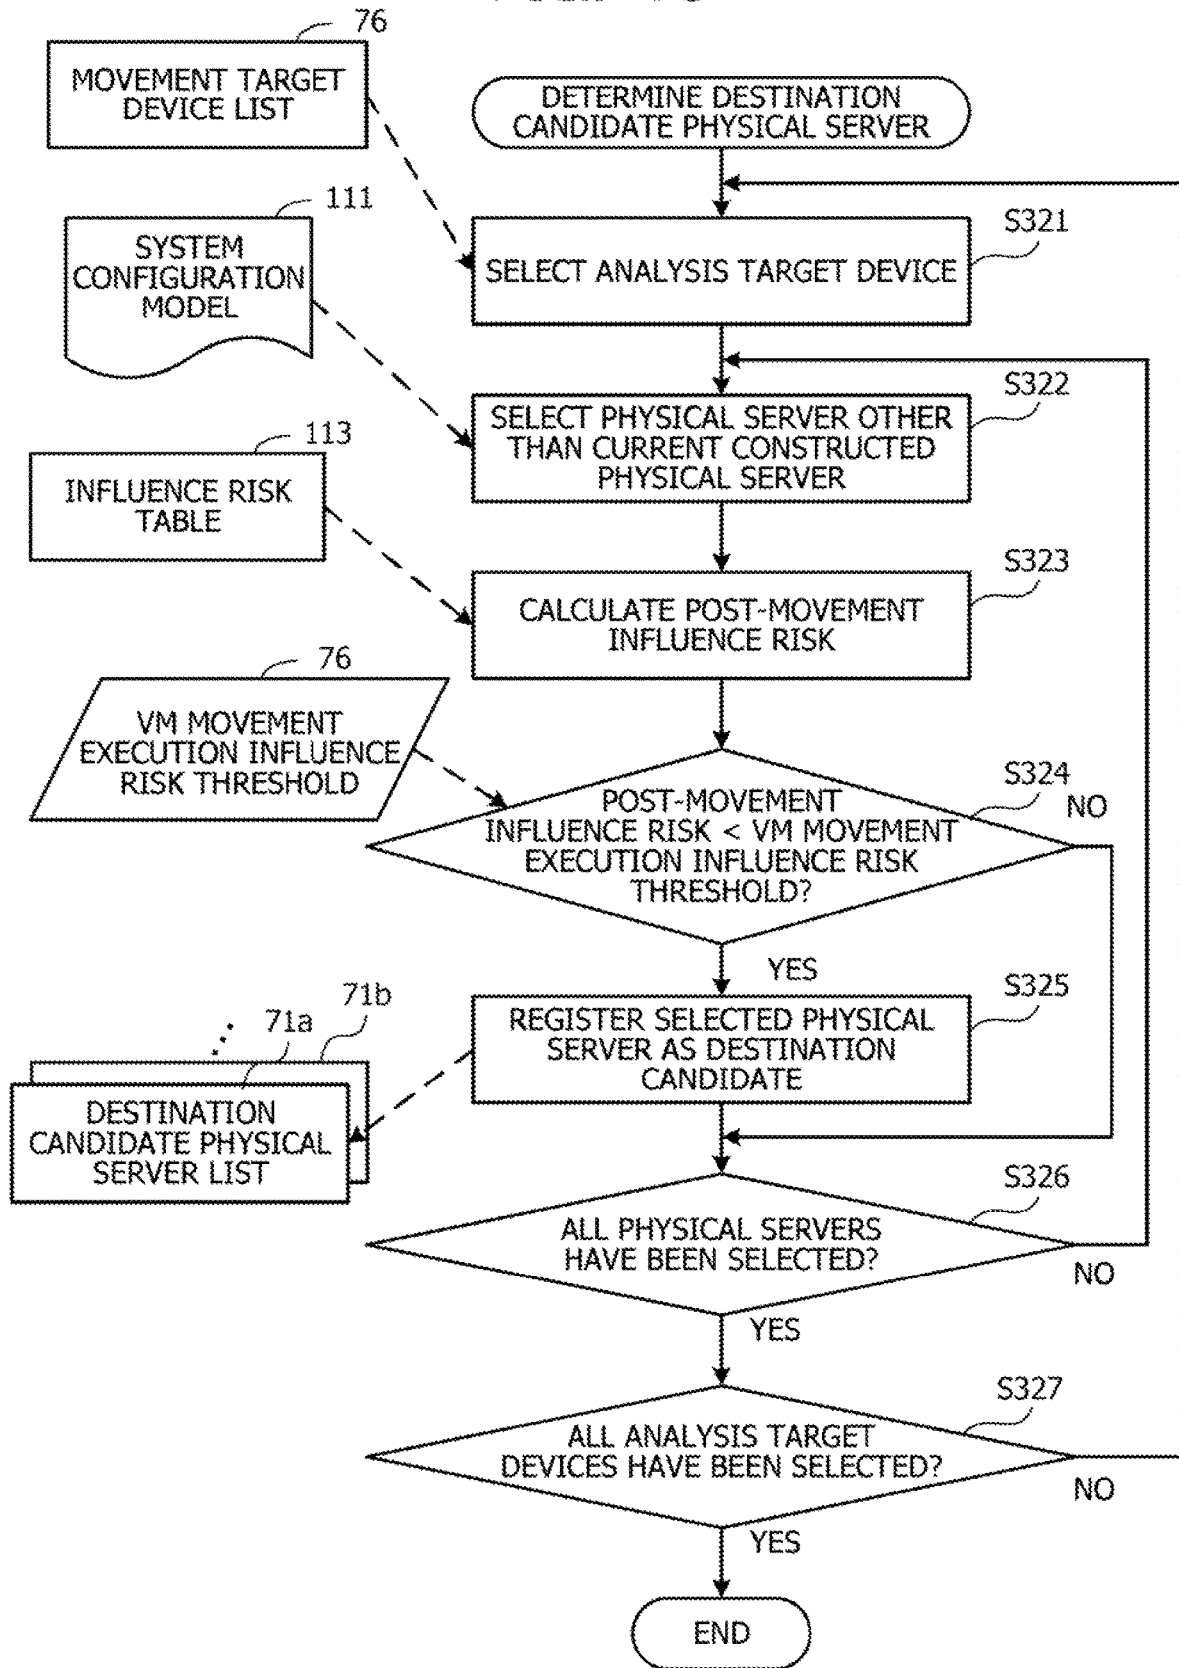 76
MOVEMENT TARGET
DEVICE LIST
DETERMINE DESTINATION
CANDIDATE PHYSICAL SERVER
111
SYSTEM
CONFIGURATION
MODEL
S321
SELECT ANALYSIS TARGET DEVICE
S322
SELECT PHYSICAL SERVER OTHER
THAN CURRENT CONSTRUCTED
PHYSICAL SERVER
113
INFLUENCE RISK
TABLE
S323
CALCULATE POST-MOVEMENT
INFLUENCE RISK
76
VM MOVEMENT
EXECUTION INFLUENCE
RISK THRESHOLD
S324
POST-MOVEMENT
INFLUENCE RISK < VM MOVEMENT
EXECUTION INFLUENCE RISK
THRESHOLD?
NO
YES
S325
REGISTER SELECTED PHYSICAL
SERVER AS DESTINATION
CANDIDATE
71b
71a
DESTINATION
CANDIDATE PHYSICAL
SERVER LIST
S326
ALL PHYSICAL SERVERS
HAVE BEEN SELECTED?
NO
YES
S327
ALL ANALYSIS TARGET
DEVICES HAVE BEEN SELECTED?
NO
YES
END